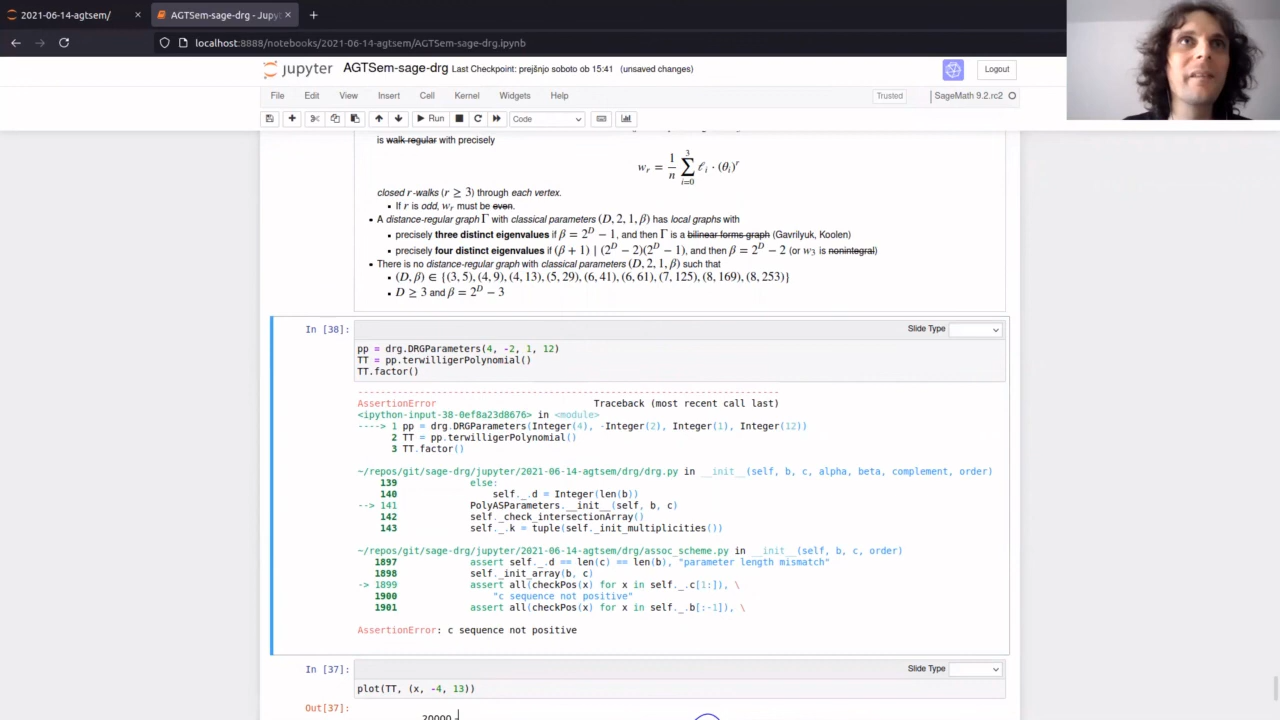 2021-06-14-agtsem/
AGTSem-sage-drg - Jupyt
localhost:8888/notebooks/2021-06-14-agtsem/AGTSem-sage-drg.ipynb
jupyter AGTSem-sage-drg Last Checkpoint: prejšnjo soboto ob 15:41 (unsaved changes)
Logout
File Edit View Insert Cell Kernel Widgets Help
Trusted
SageMath 9.2.rc2
Run
Code
is walk-regular with precisely
w_r = 1/n ∑_{i=0}^{3} ℓ_i · (θ_i)^r
closed r-walks (r ≥ 3) through each vertex.
If r is odd, w_r must be even.
A distance-regular graph Γ with classical parameters (D, 2, 1, β) has local graphs with
precisely three distinct eigenvalues if β = 2^D − 1, and then Γ is a bilinear forms graph (Gavrilyuk, Koolen)
precisely four distinct eigenvalues if (β + 1) | (2^D − 2)(2^D − 1), and then β = 2^D − 2 (or w_3 is nonintegral)
There is no distance-regular graph with classical parameters (D, 2, 1, β) such that
(D, β) ∈ {(3, 5), (4, 9), (4, 13), (5, 29), (6, 41), (6, 61), (7, 125), (8, 169), (8, 253)}
D ≥ 3 and β = 2^D − 3
In [38]:
Slide Type
pp = drg.DRGParameters(4, -2, 1, 12)
TT = pp.terwilligerPolynomial()
TT.factor()
---------------------------------------------------------------------------
AssertionError Traceback (most recent call last)
<ipython-input-38-0ef8a23d8676> in <module>
----> 1 pp = drg.DRGParameters(Integer(4), -Integer(2), Integer(1), Integer(12))
2 TT = pp.terwilligerPolynomial()
3 TT.factor()
~/repos/git/sage-drg/jupyter/2021-06-14-agtsem/drg/drg.py in __init__(self, b, c, alpha, beta, complement, order)
139 else:
140 self._.d = Integer(len(b))
--> 141 PolyASParameters.__init__(self, b, c)
142 self._check_intersectionArray()
143 self._.k = tuple(self._init_multiplicities())
~/repos/git/sage-drg/jupyter/2021-06-14-agtsem/drg/assoc_scheme.py in __init__(self, b, c, order)
1897 assert self._.d == len(c) == len(b), "parameter length mismatch"
1898 self._init_array(b, c)
-> 1899 assert all(checkPos(x) for x in self._.c[1:]), \
1900 "c sequence not positive"
1901 assert all(checkPos(x) for x in self._.b[:-1]), \
AssertionError: c sequence not positive
In [37]:
Slide Type
plot(TT, (x, -4, 13))
Out[37]:
20000